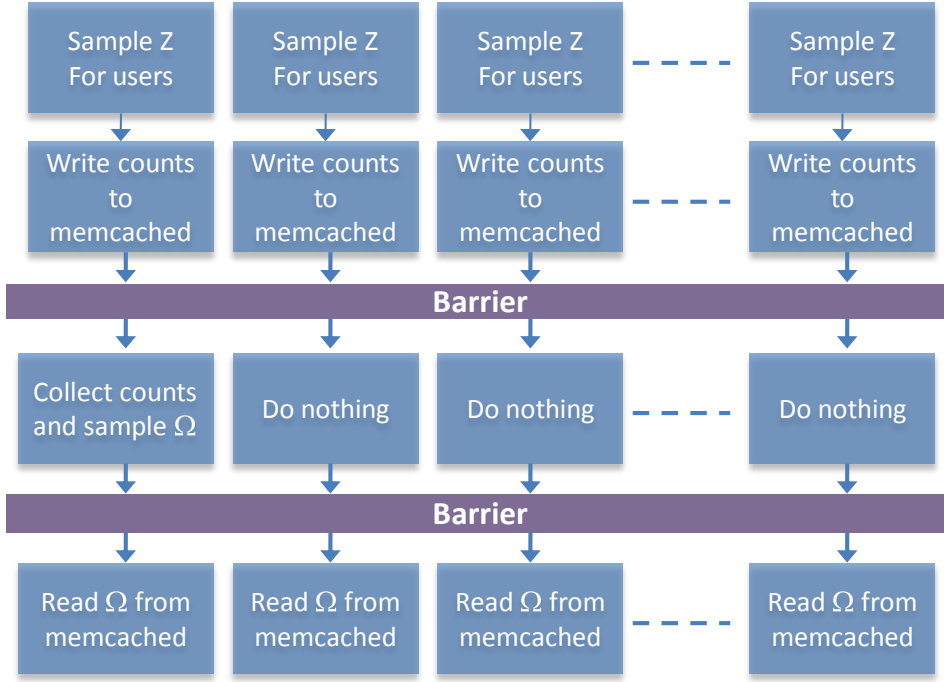 Sample Z
For users
Sample Z
For users
Sample Z
For users
Sample Z
For users
Write counts
to
memcached
Write counts
to
memcached
Write counts
to
memcached
Write counts
to
memcached
Barrier
Collect counts
and sample Ω
Do nothing
Do nothing
Do nothing
Barrier
Read Ω from
memcached
Read Ω from
memcached
Read Ω from
memcached
Read Ω from
memcached